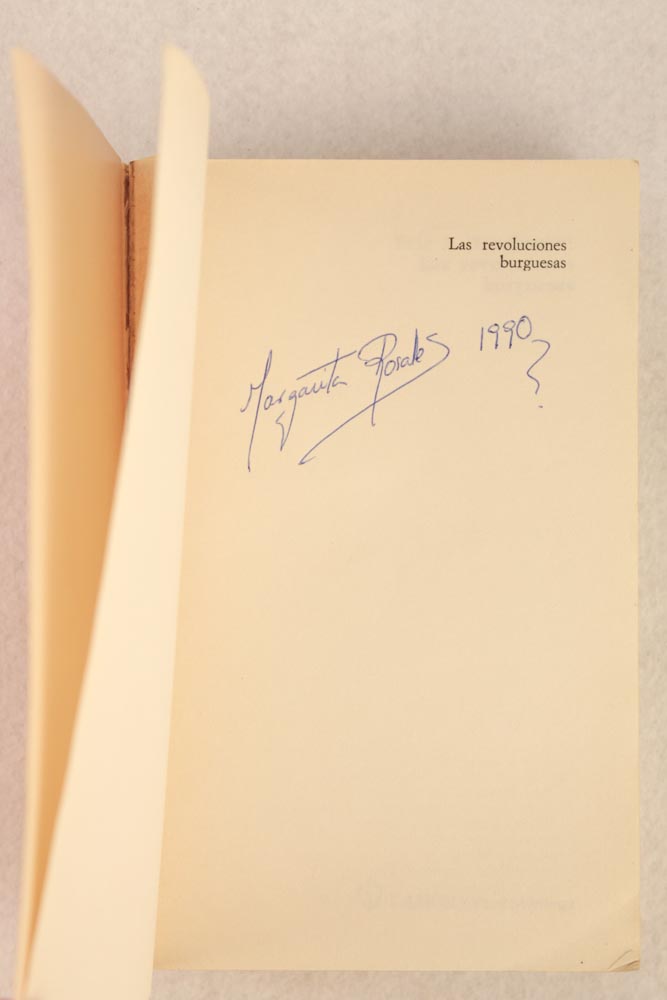 Las revoluciones
burguesas
Margarita Rosales 1990
?